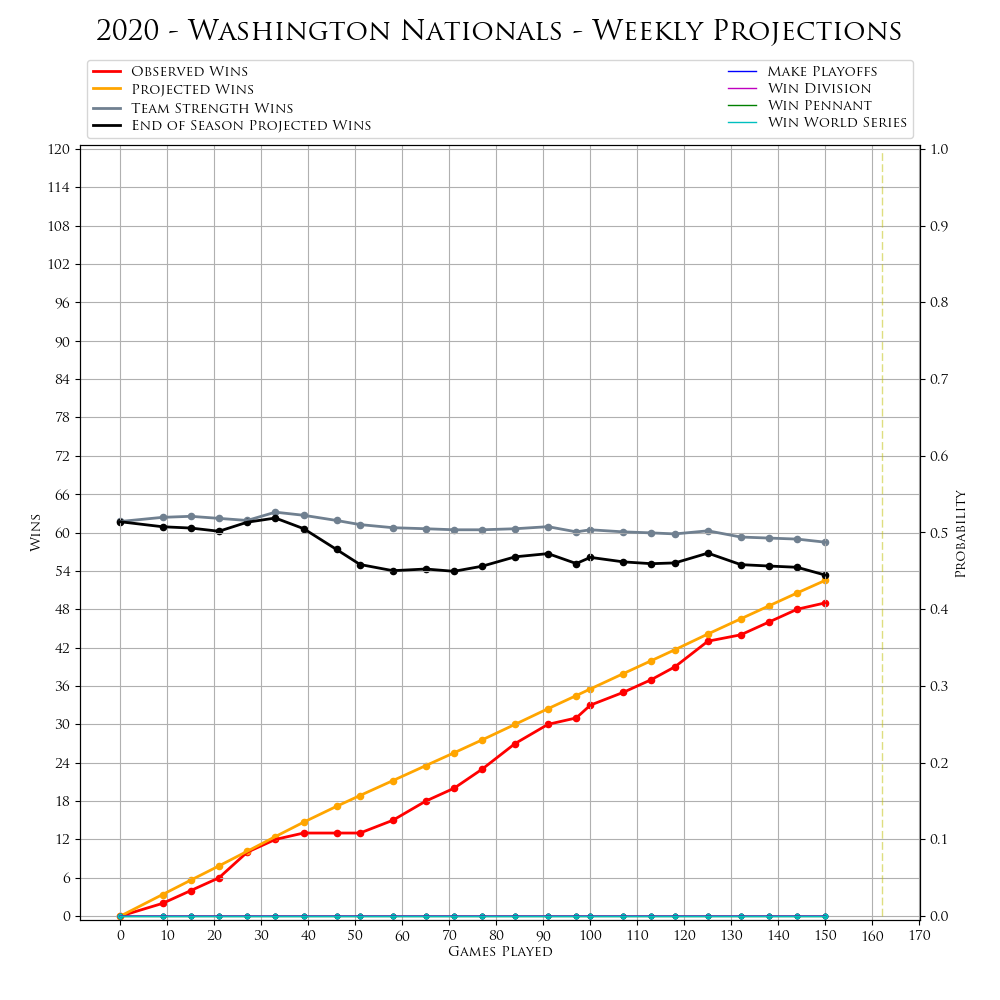 2020 - Washington Nationals - Weekly Projections
Observed Wins
Projected Wins
Team Strength Wins
End of Season Projected Wins
Make Playoffs
Win Division
Win Pennant
Win World Series
120
114
108
102
96
90
84
78
72
66
60
54
48
42
36
30
24
18
12
6
0
Wins
1.0
0.9
0.8
0.7
0.6
0.5
0.4
0.3
0.2
0.1
0.0
Probability
0 10 20 30 40 50 60 70 80 90 100 110 120 130 140 150 160 170
Games Played